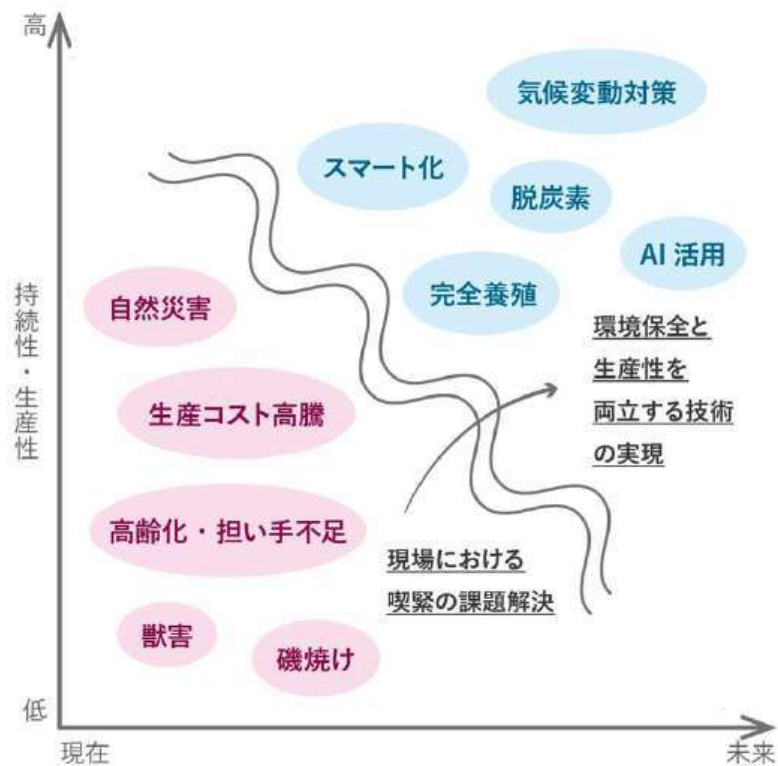 高
気候変動対策
スマート化
脱炭素
AI 活用
完全養殖
自然災害
環境保全と
生産性を
両立する技術
の実現
持続性・生産性
生産コスト高騰
高齢化・担い手不足
現場における
喫緊の課題解決
獣害
磯焼け
低
現在
未来